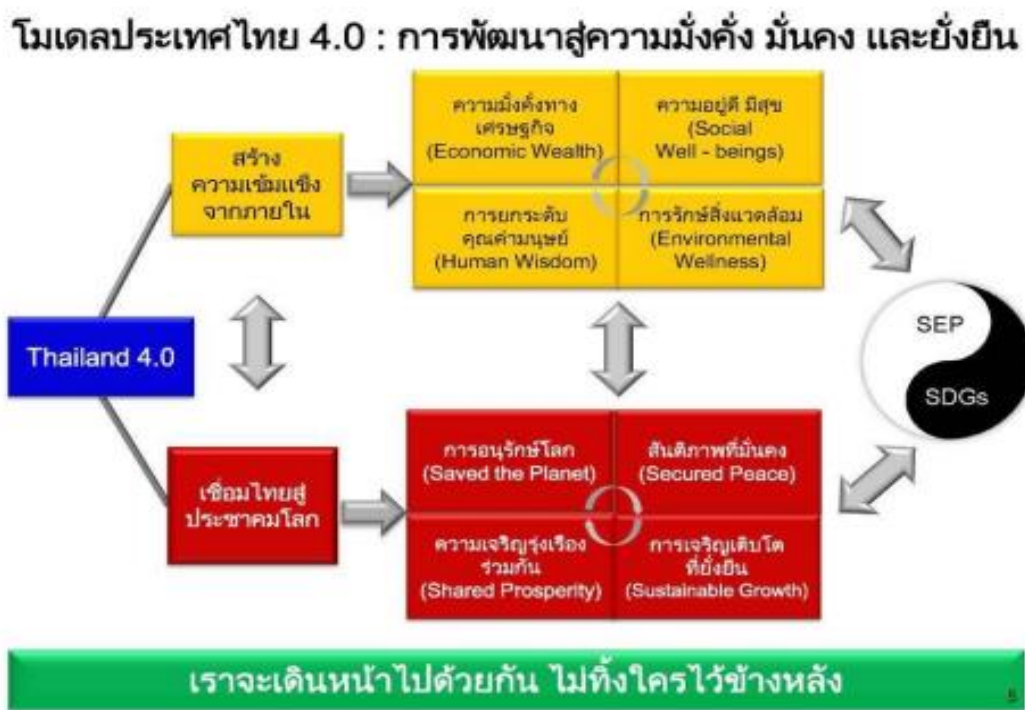 โมเดลประเทศไทย 4.0 : การพัฒนาสู่ความมั่งคั่ง มั่นคง และยั่งยืน
Thailand 4.0
สร้าง
ความเข้มแข็ง
จากภายใน
ความมั่งคั่งทาง
เศรษฐกิจ
(Economic Wealth)
ความอยู่ดี มีสุข
(Social
Well - beings)
การยกระดับ
คุณค่ามนุษย์
(Human Wisdom)
การรักษ์สิ่งแวดล้อม
(Environmental
Wellness)
SEP
SDGs
เชื่อมไทยสู่
ประชาคมโลก
การอนุรักษ์โลก
(Saved the Planet)
สันติภาพที่มั่นคง
(Secured Peace)
ความเจริญรุ่งเรือง
ร่วมกัน
(Shared Prosperity)
การเจริญเติบโต
ที่ยั่งยืน
(Sustainable Growth)
เราจะเดินหน้าไปด้วยกัน ไม่ทิ้งใครไว้ข้างหลัง